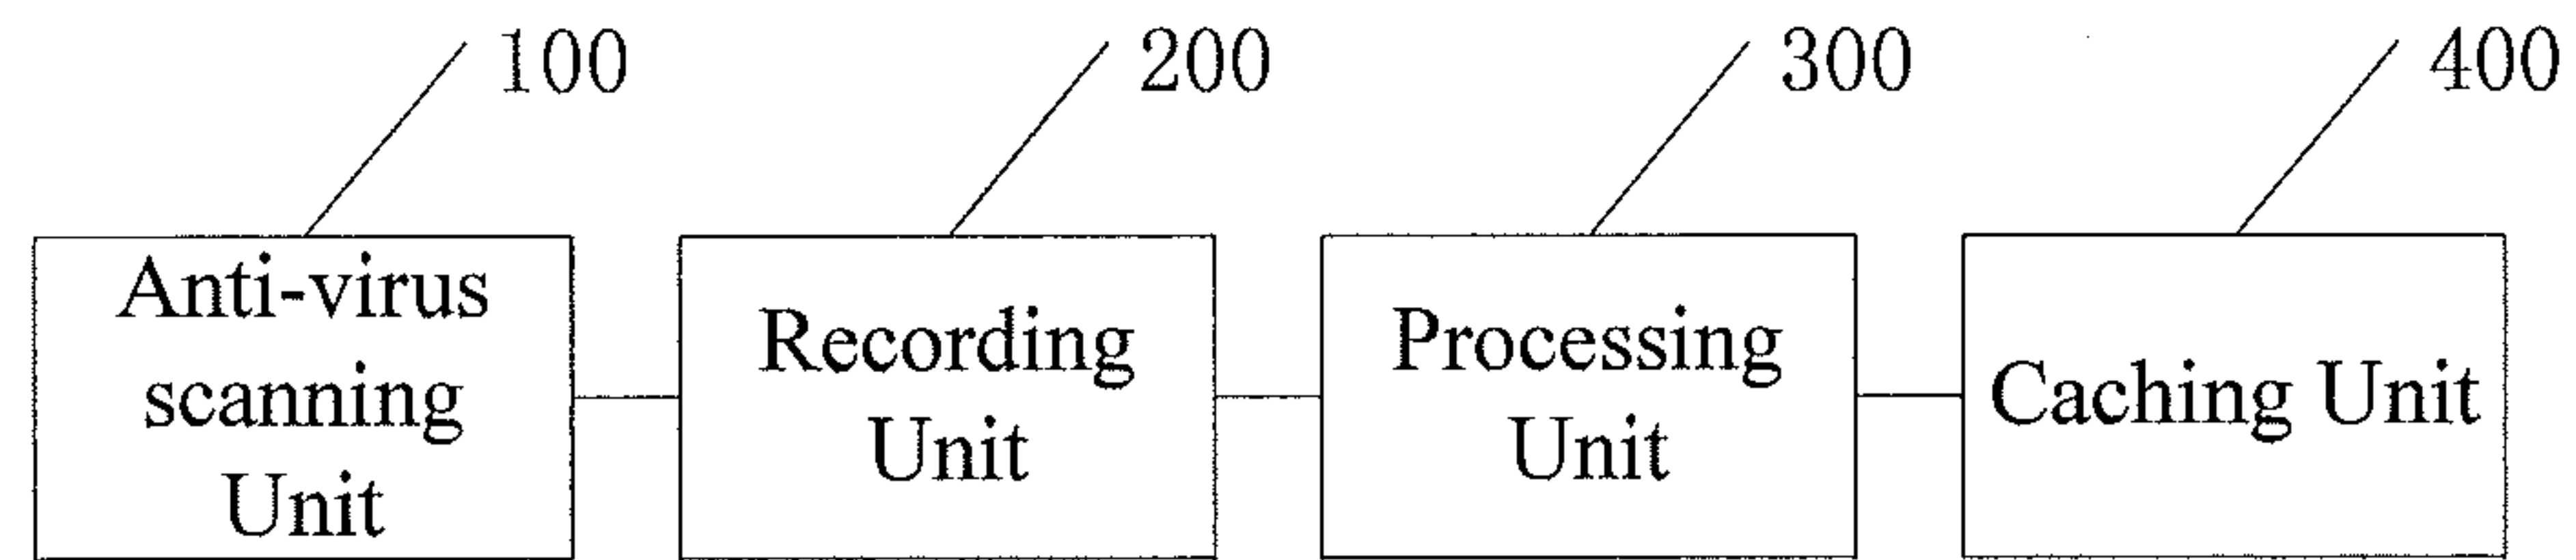 100
200
300
400
Anti-virus
scanning
Unit
Recording
Unit
Processing
Unit
Caching Unit